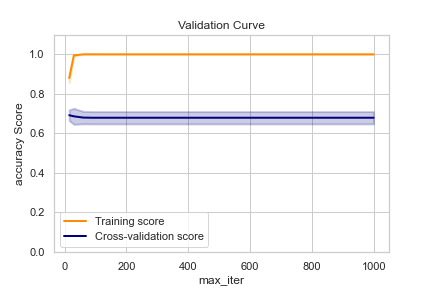 Validation Curve
1.0
0.8
0.6
0.4
0.2
0.0
accuracy Score
Training score
Cross-validation score
0 200 400 600 800 1000
max_iter